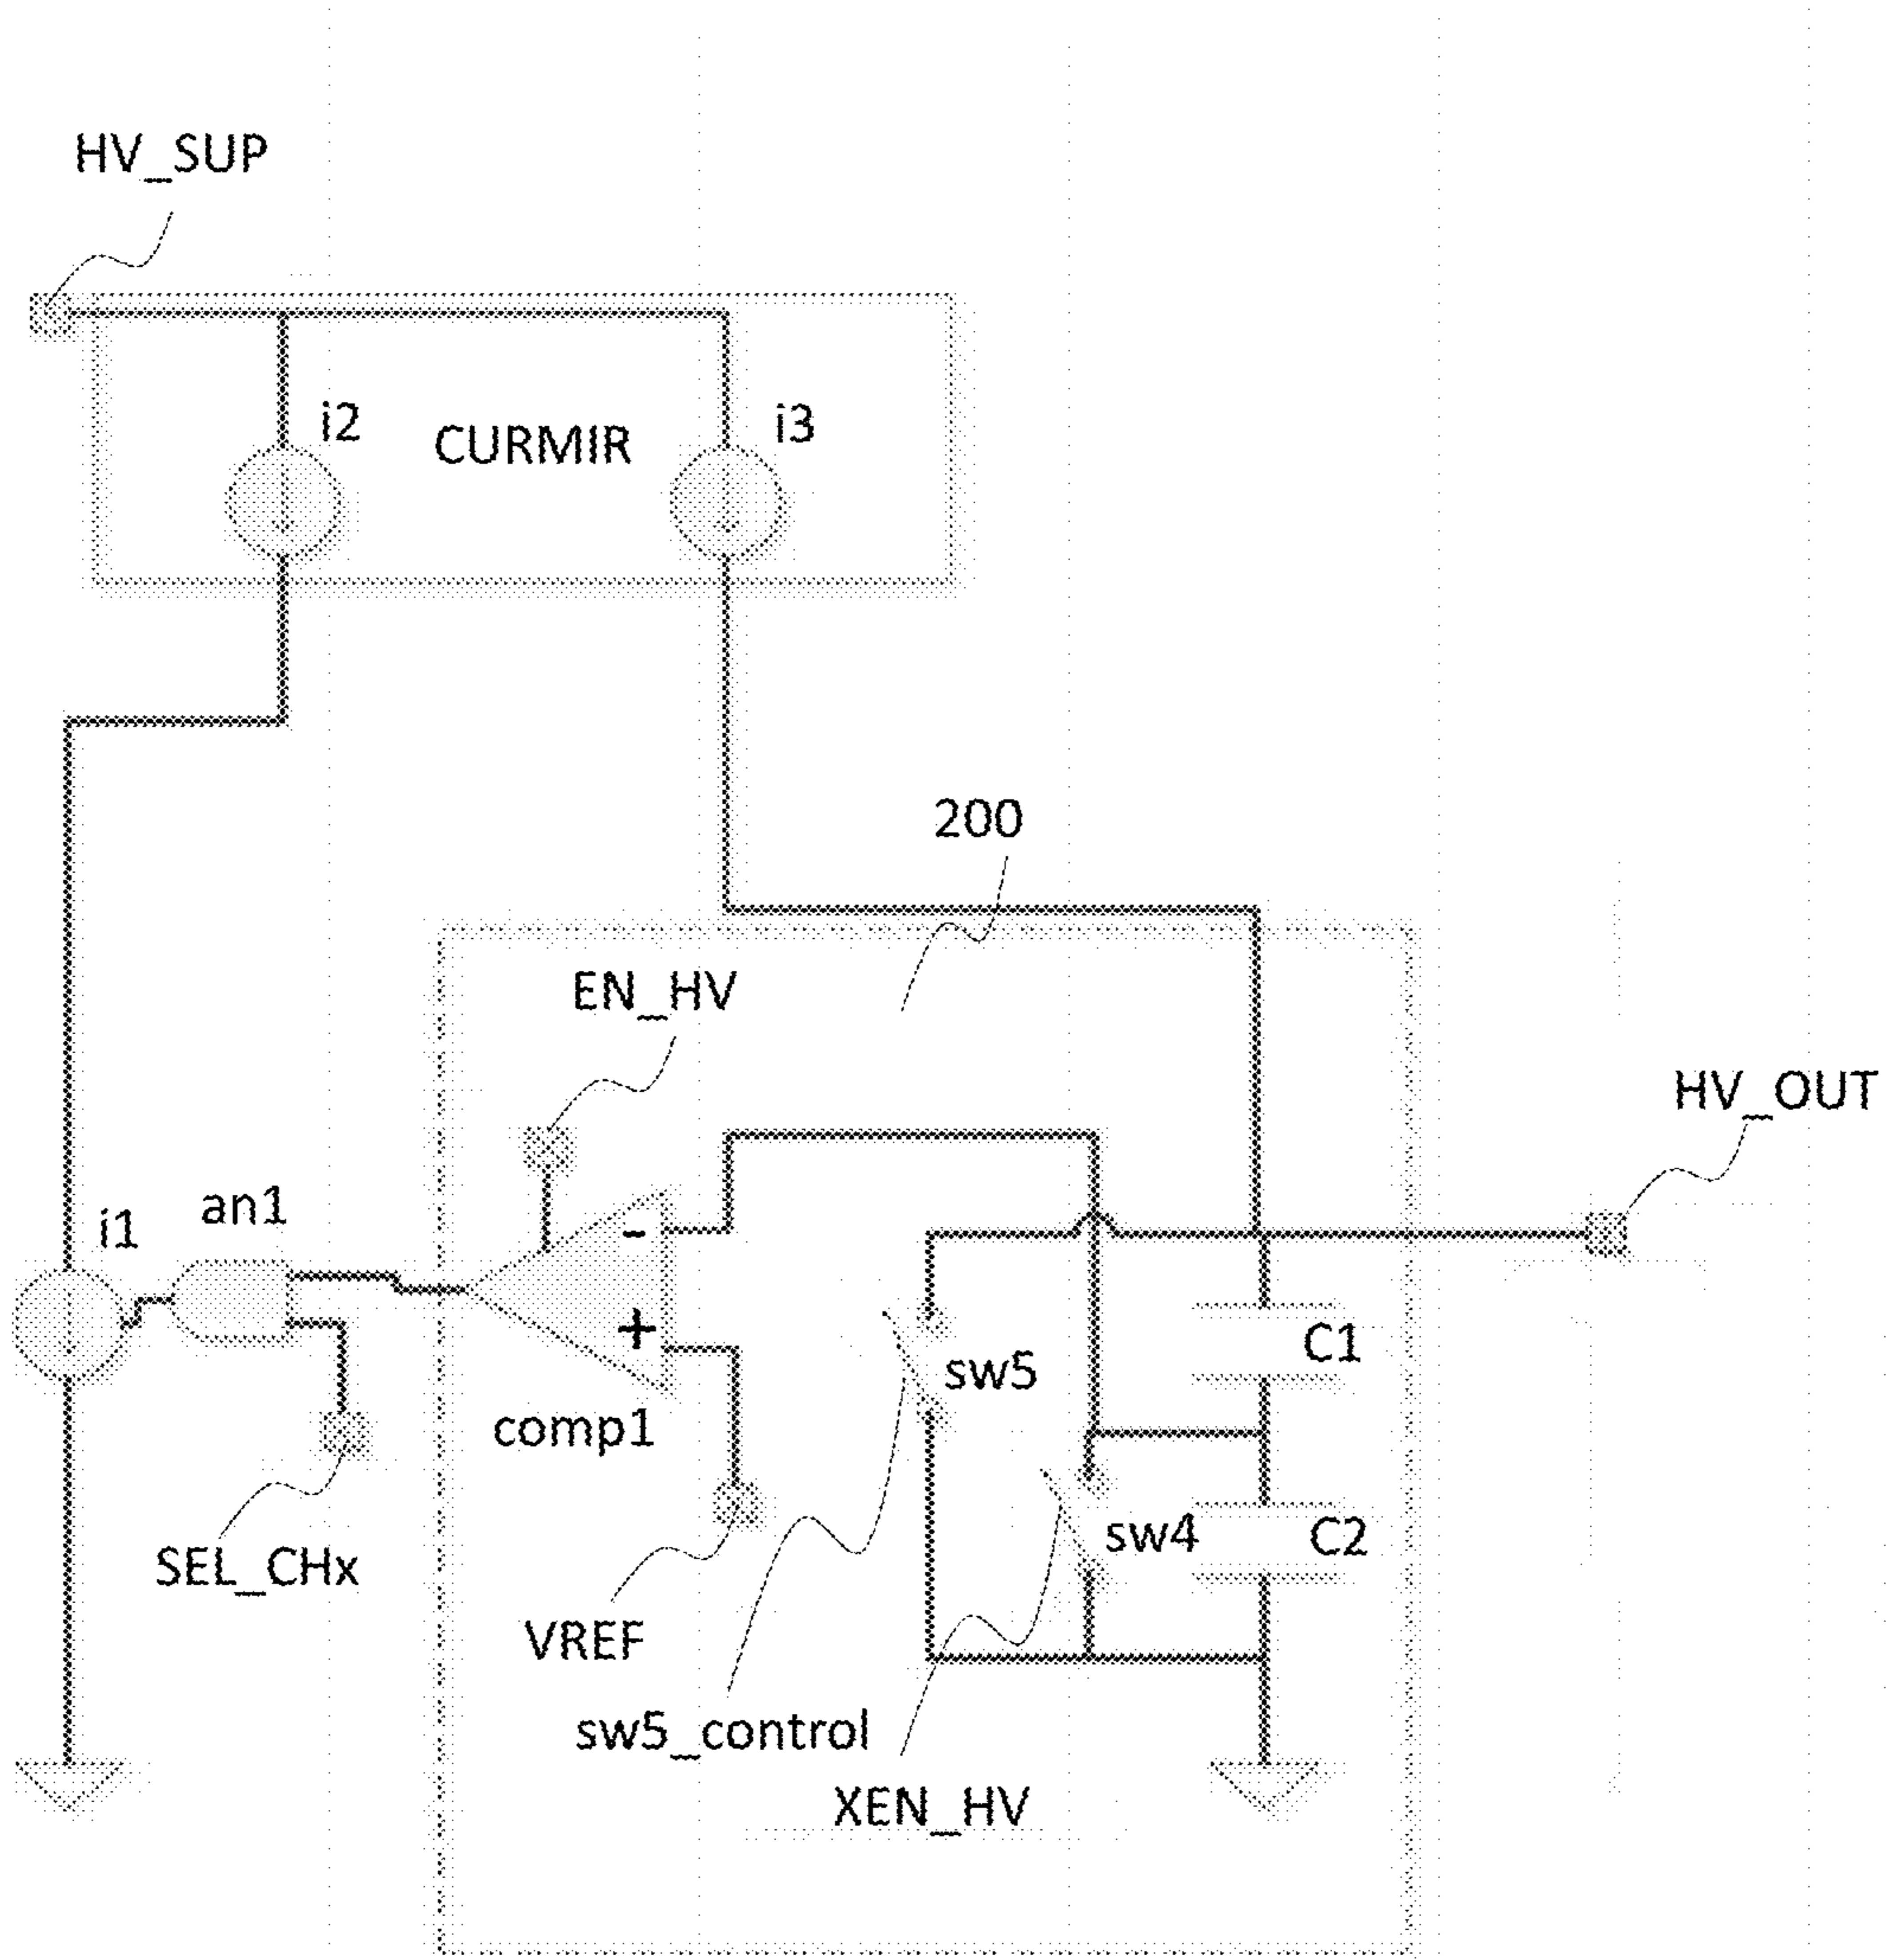 HV_SUP
i2
CURMIR
i3
200
EN_HV
HV_OUT
an1
i1
-
+
sw5
C1
comp1
sw4
C2
SEL_CHx
VREF
sw5_control
XEN_HV